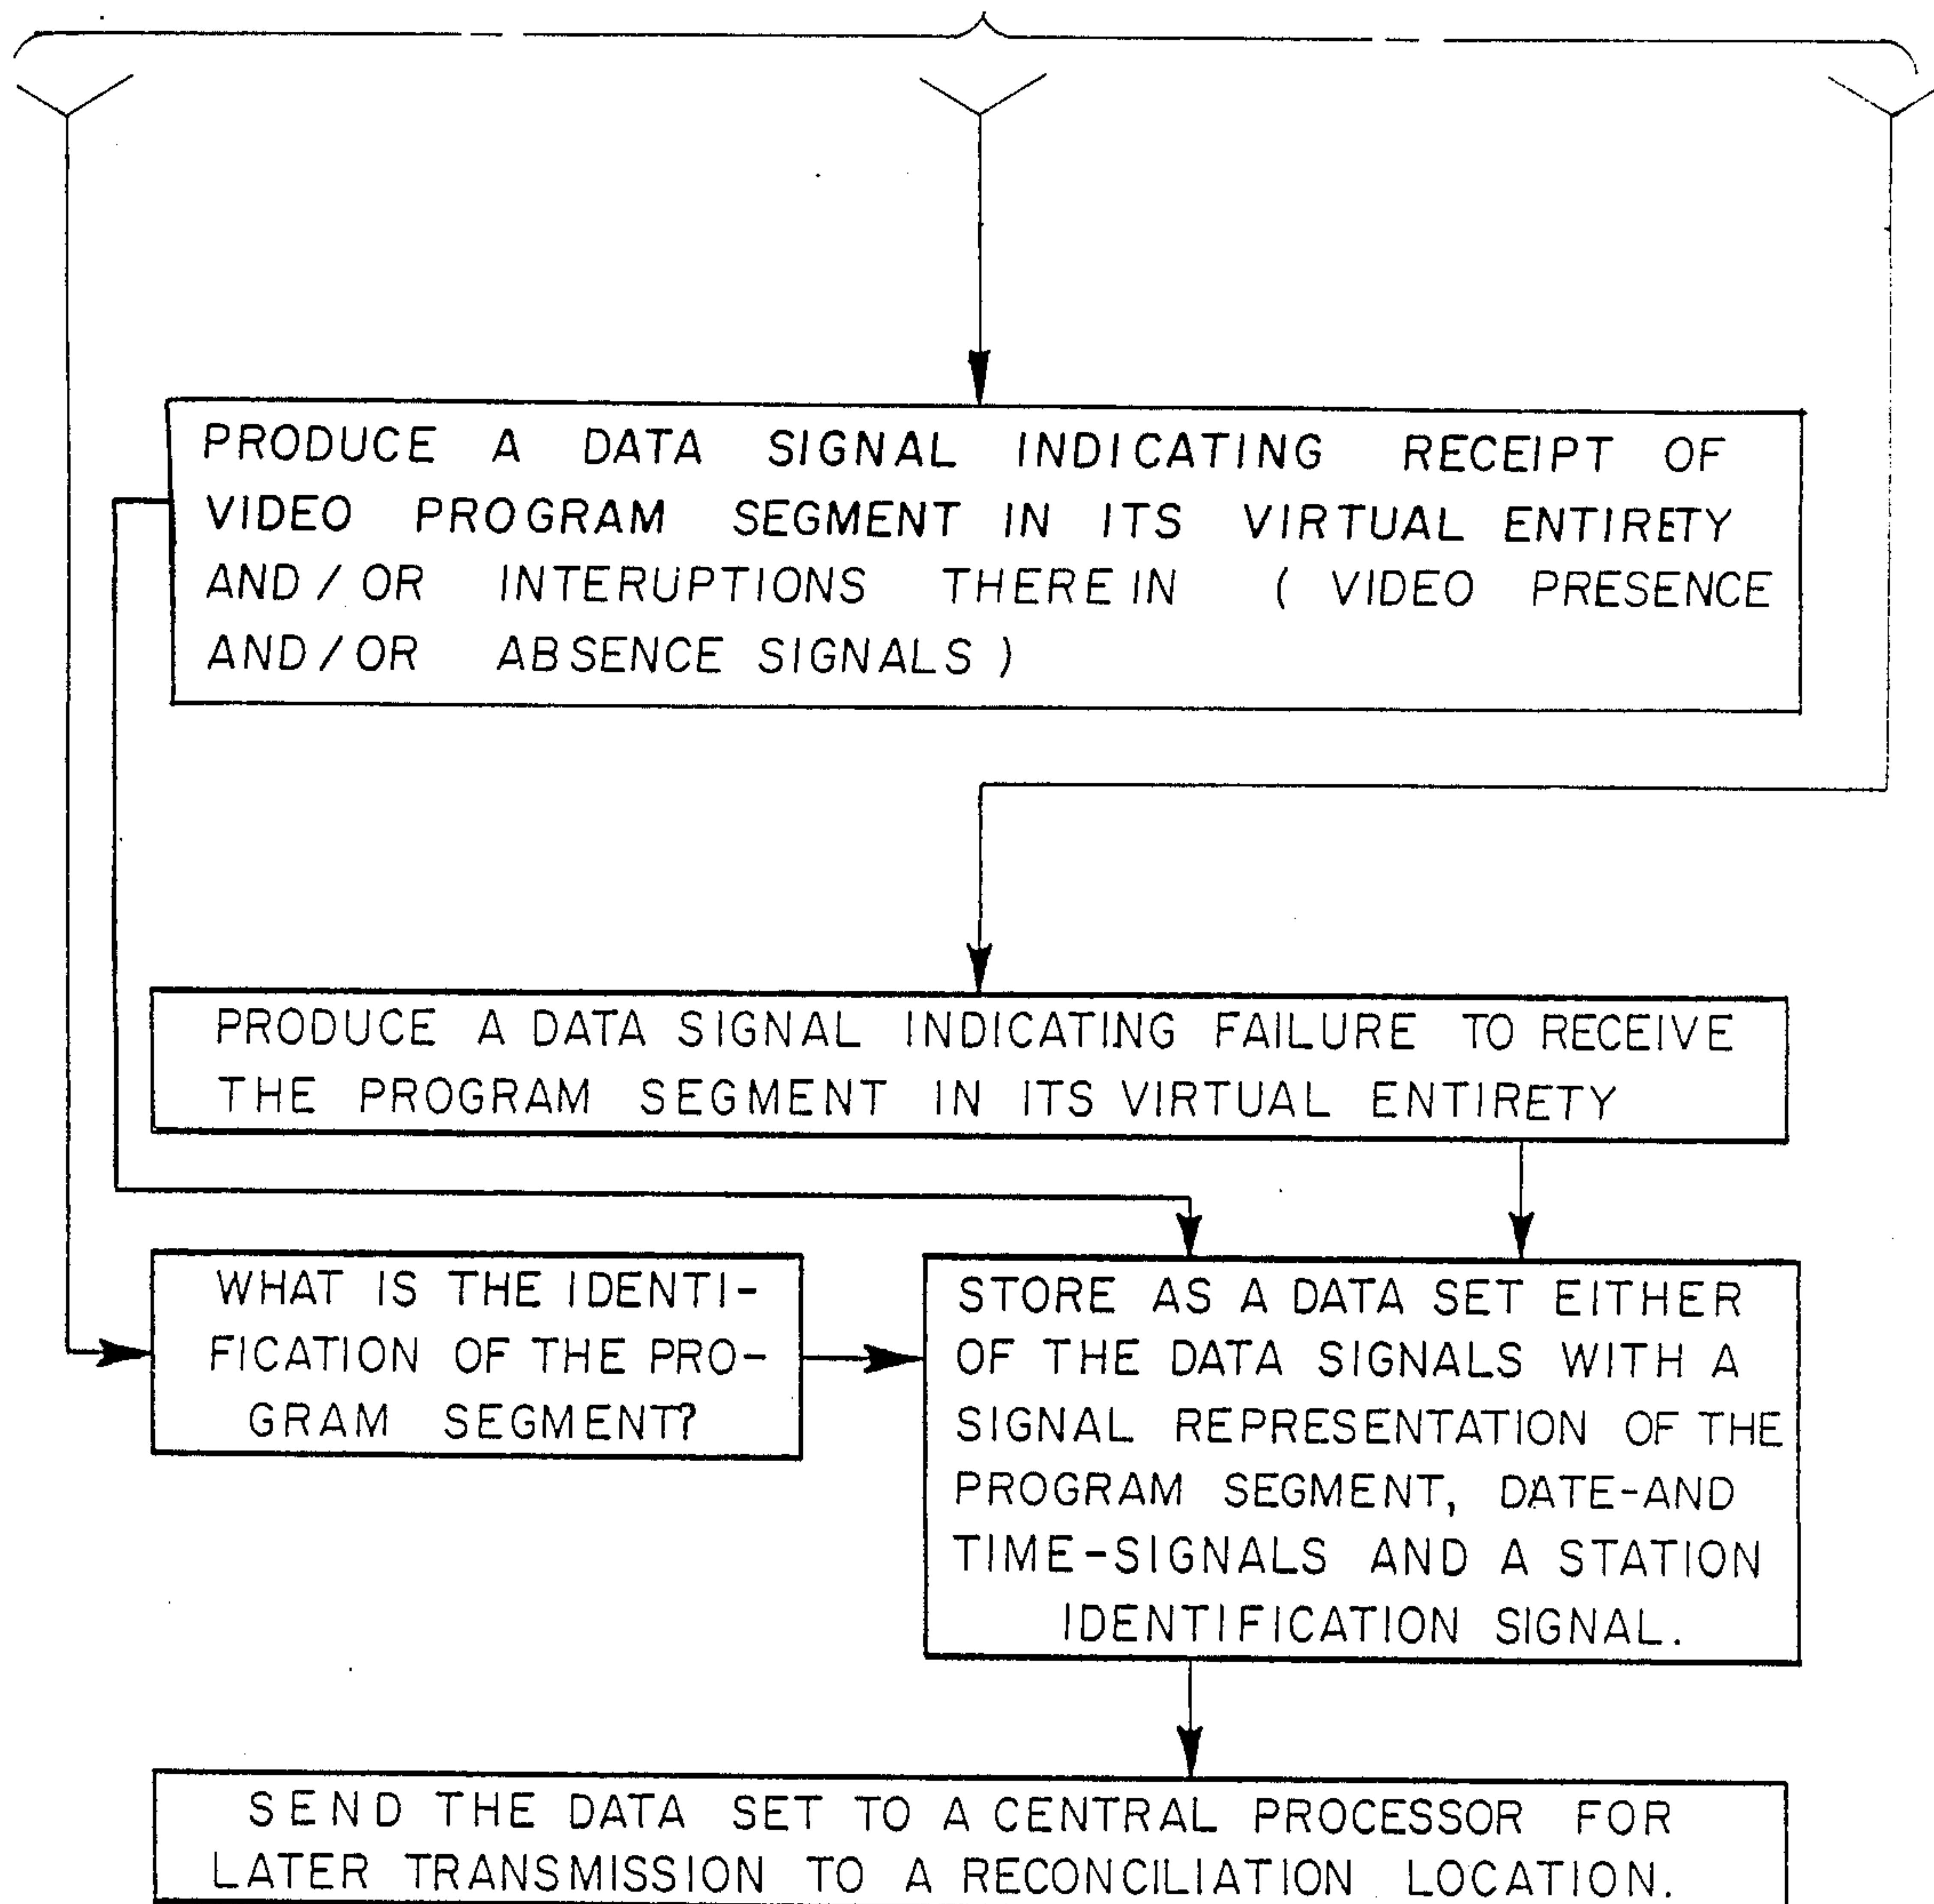 PRODUCE A DATA SIGNAL INDICATING RECEIPT OF
VIDEO PROGRAM SEGMENT IN ITS VIRTUAL ENTIRETY
AND/OR INTERUPTIONS THEREIN (VIDEO PRESENCE
AND/OR ABSENCE SIGNALS)
PRODUCE A DATA SIGNAL INDICATING FAILURE TO RECEIVE
THE PROGRAM SEGMENT IN ITS VIRTUAL ENTIRETY
WHAT IS THE IDENTI-
FICATION OF THE PRO-
GRAM SEGMENT?
STORE AS A DATA SET EITHER
OF THE DATA SIGNALS WITH A
SIGNAL REPRESENTATION OF THE
PROGRAM SEGMENT, DATE-AND
TIME-SIGNALS AND A STATION
IDENTIFICATION SIGNAL.
SEND THE DATA SET TO A CENTRAL PROCESSOR FOR
LATER TRANSMISSION TO A RECONCILIATION LOCATION.